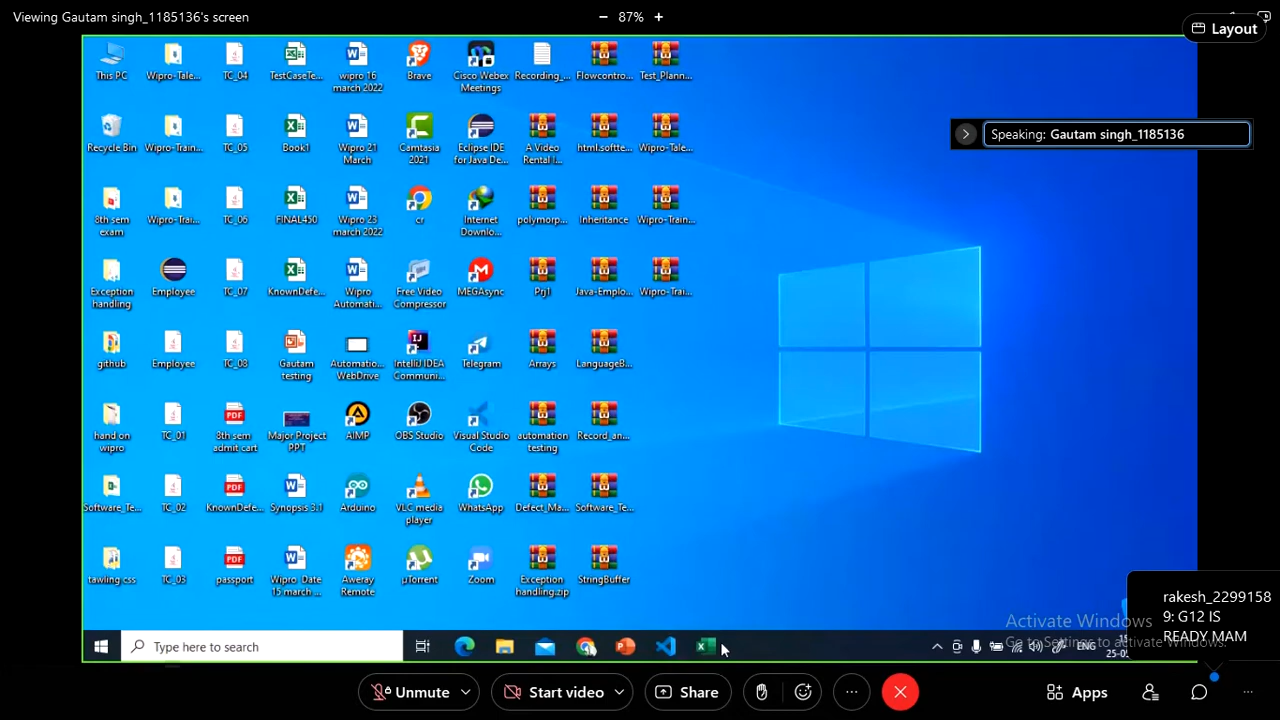 Viewing Gautam singh_1185136's screen
87%
Layout
Speaking: Gautam singh_1185136
This PC
Wipro-Tale...
TC_04
TestCaseTe...
wipro 16
march 2022
Brave
Cisco Webex
Meetings
Recording_...
Flowcontro...
Test_Plann...
Recycle Bin
Wipro-Train...
TC_05
Book1
Wipro 21
March
Camtasia
2021
Eclipse IDE
for Java De...
A Video
Rental I...
html.softte...
Wipro-Tale...
8th sem
exam
Wipro-Trai...
TC_06
FINAL450
Wipro 23
march 2022
cr
Internet
Downlo...
polymorp...
Inhentance
Wipro-Train...
Exception
handling
Employee
TC_07
KnownDefe...
Wipro
Automati...
Free Video
Compressor
MEGAsync
Prj1
Java-Emplo...
Wipro-Trai...
github
Employee
TC_08
Gautam
testing
Automatio...
WebDrive
IntelliJ IDEA
Communi...
Telegram
Arrays
LanguageB...
hand on
wipro
TC_01
8th sem
admit cart
Major Project
PPT
AIMP
OBS Studio
Visual Studio
Code
automation
testing
Record_an...
Software_Te...
TC_02
KnownDefe...
Synopsis 3.1
Arduino
VLC media
player
WhatsApp
Defect_Ma...
Software_Te...
tawling css
TC_03
passport
Wipro Date
15 march ...
Aweray
Remote
µTorrent
Zoom
Exception
handling.zip
StringBuffer
rakesh_2299158
9: G12 IS
READY MAM
Activate Windows
Go to Settings to activate Windows.
Type here to search
ENG
Unmute
Start video
Share
Apps